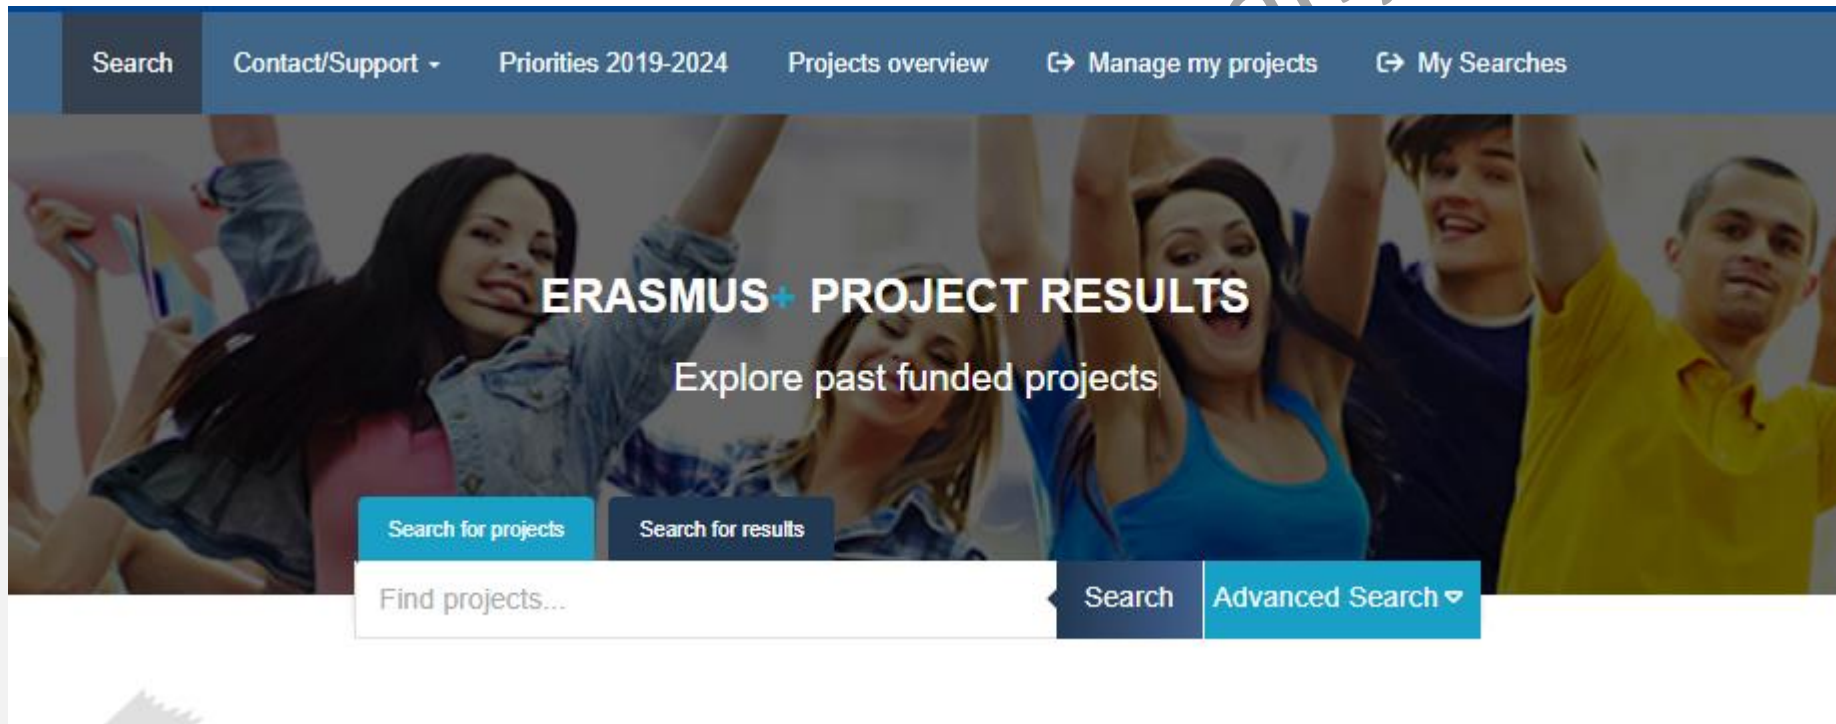 Search Contact/Support Priorities 2019-2024 Projects overview Manage my projects My Searches
ERASMUS+ PROJECT RESULTS
Explore past funded projects
Search for projects Search for results
Find projects... Search Advanced Search